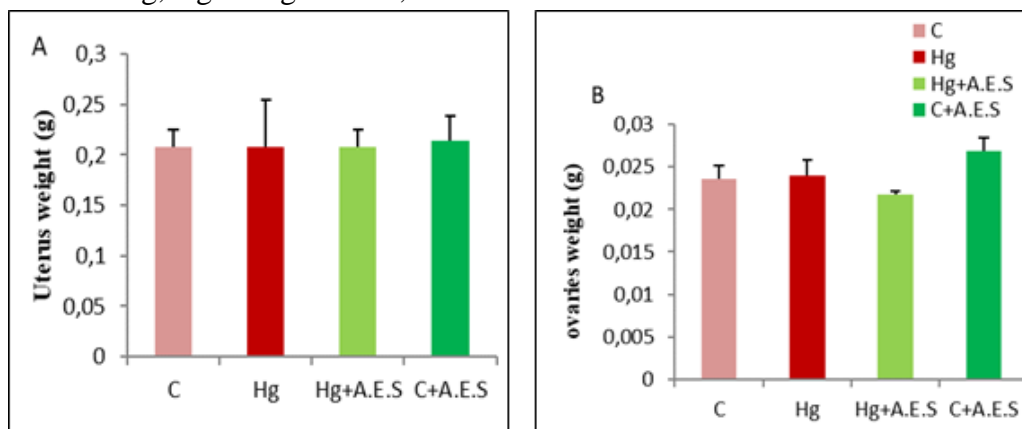 A
Uterus weight (g)
0,3
0,25
0,2
0,15
0,1
0,05
0
C Hg Hg+A.E.S C+A.E.S
C
Hg
Hg+A.E.S
C+A.E.S
B
ovaries weight (g)
0,03
0,025
0,02
0,015
0,01
0,005
0
C Hg Hg+A.E.S C+A.E.S